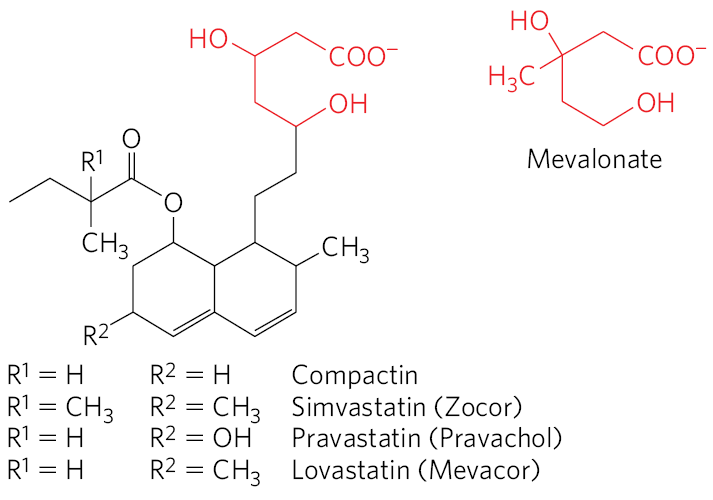 HO
COO⁻
OH
O
R¹
O
CH₃
CH₃
R²
HO
COO⁻
H₃C
OH
Mevalonate
R¹ = H R² = H Compactin
R¹ = CH₃ R² = CH₃ Simvastatin (Zocor)
R¹ = H R² = OH Pravastatin (Pravachol)
R¹ = H R² = CH₃ Lovastatin (Mevacor)